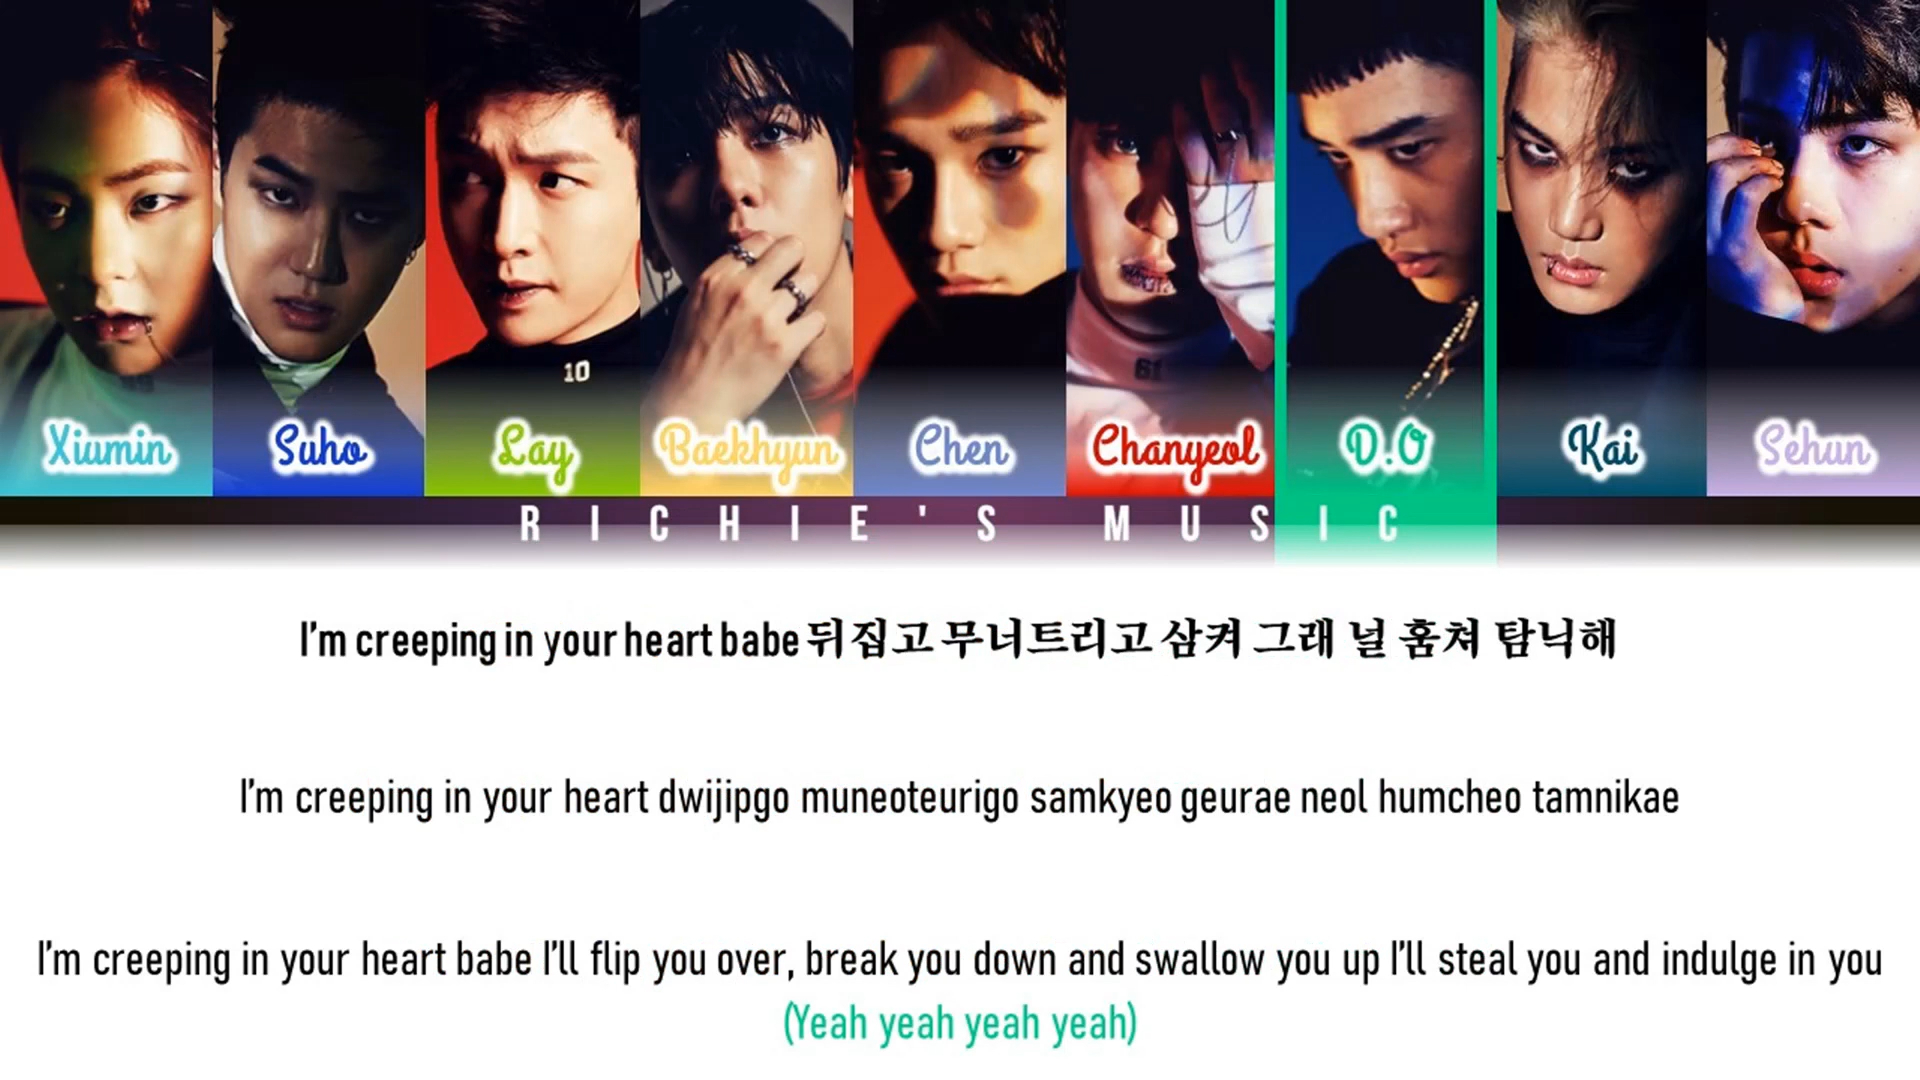 10
61
Xiumin
Suho
Lay
Baekhyun
Chen
Chanyeol
D.O
Kai
Sehun
RICHIE'S MUSIC
I'm creeping in your heart babe 뒤집고 무너트리고 삼켜 그래 널 훔쳐 탐닉해
I'm creeping in your heart dwijipgo muneoteurigo samkyeo geurae neol humcheo tamnikae
I'm creeping in your heart babe I'll flip you over, break you down and swallow you up I'll steal you and indulge in you
(Yeah yeah yeah yeah)